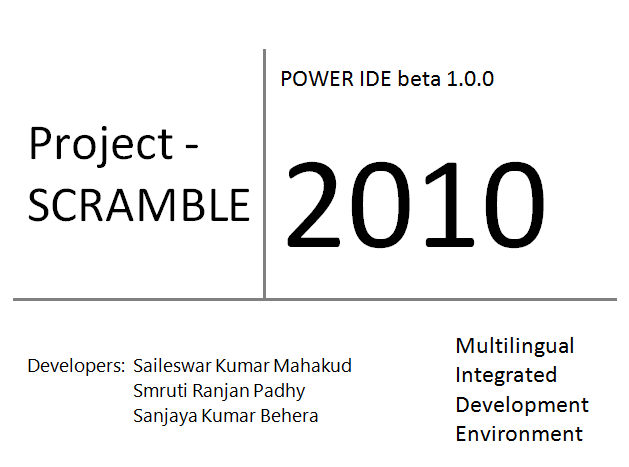 Project -
SCRAMBLE
POWER IDE beta 1.0.0
2010
Developers: Saileswar Kumar Mahakud
Smruti Ranjan Padhy
Sanjaya Kumar Behera
Multilingual
Integrated
Development
Environment